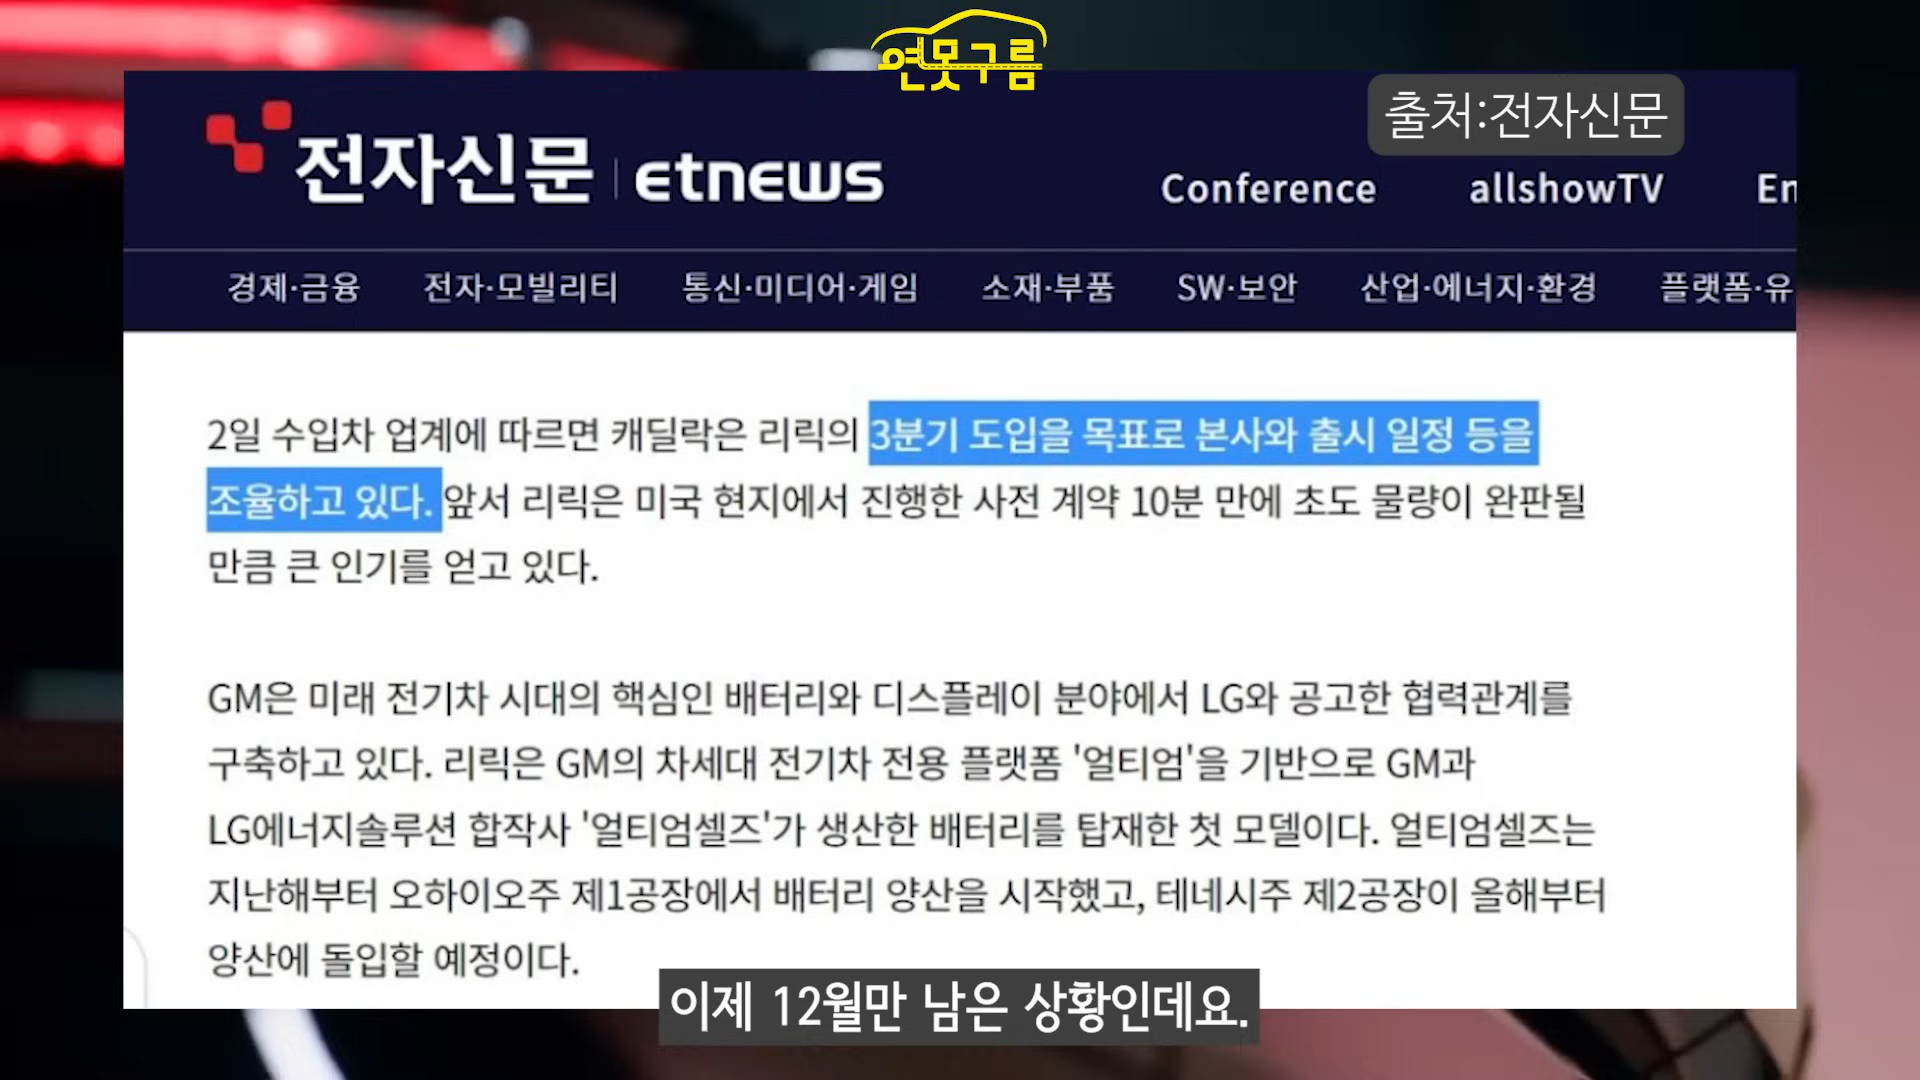 연못구름
출처:전자신문
전자신문 etnews
Conference allshowTV En
경제·금융 전자·모빌리티 통신·미디어·게임 소재·부품 SW·보안 산업·에너지·환경 플랫폼·유
2일 수입차 업계에 따르면 캐딜락은 리릭의 3분기 도입을 목표로 본사와 출시 일정 등을
조율하고 있다. 앞서 리릭은 미국 현지에서 진행한 사전 계약 10분 만에 초도 물량이 완판될
만큼 큰 인기를 얻고 있다.
GM은 미래 전기차 시대의 핵심인 배터리와 디스플레이 분야에서 LG와 공고한 협력관계를
구축하고 있다. 리릭은 GM의 차세대 전기차 전용 플랫폼 '얼티엄'을 기반으로 GM과
LG에너지솔루션 합작사 '얼티엄셀즈'가 생산한 배터리를 탑재한 첫 모델이다. 얼티엄셀즈는
지난해부터 오하이오주 제1공장에서 배터리 양산을 시작했고, 테네시주 제2공장이 올해부터
양산에 돌입할 예정이다.
이제 12월만 남은 상황인데요.